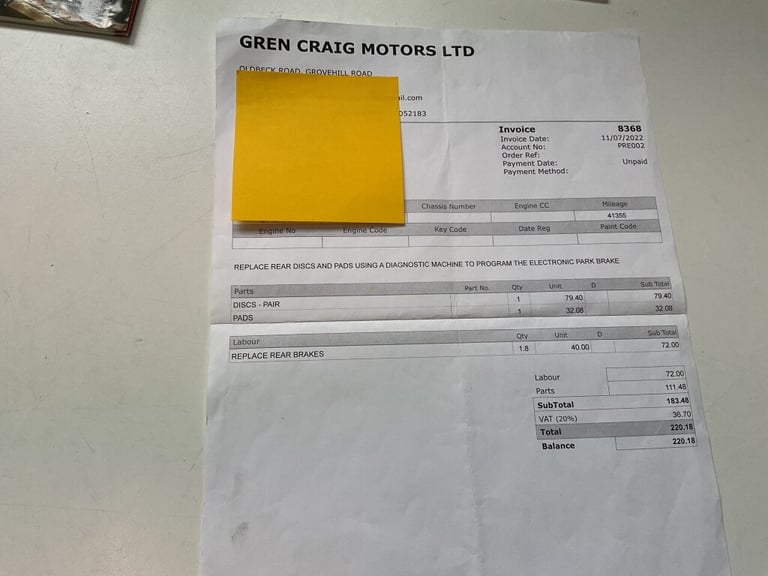 GREN CRAIG MOTORS LTD
OLDBECK ROAD, GROVEHILL ROAD
ail.com
052183
Invoice 8368
Invoice Date: 11/07/2022
Account No: PRE002
Order Ref:
Payment Date: Unpaid
Payment Method:
Chassis Number Engine CC Mileage
41355
Engine No Engine Code Key Code Date Reg Paint Code
REPLACE REAR DISCS AND PADS USING A DIAGNOSTIC MACHINE TO PROGRAM THE ELECTRONIC PARK BRAKE
Parts Part No. Qty Unit D Sub Total
DISCS - PAIR 1 79.40 79.40
PADS 1 32.08 32.08
Labour Qty Unit D Sub Total
REPLACE REAR BRAKES 1.8 40.00 72.00
Labour 72.00
Parts 111.48
SubTotal 183.48
VAT (20%) 36.70
Total 220.18
Balance 220.18